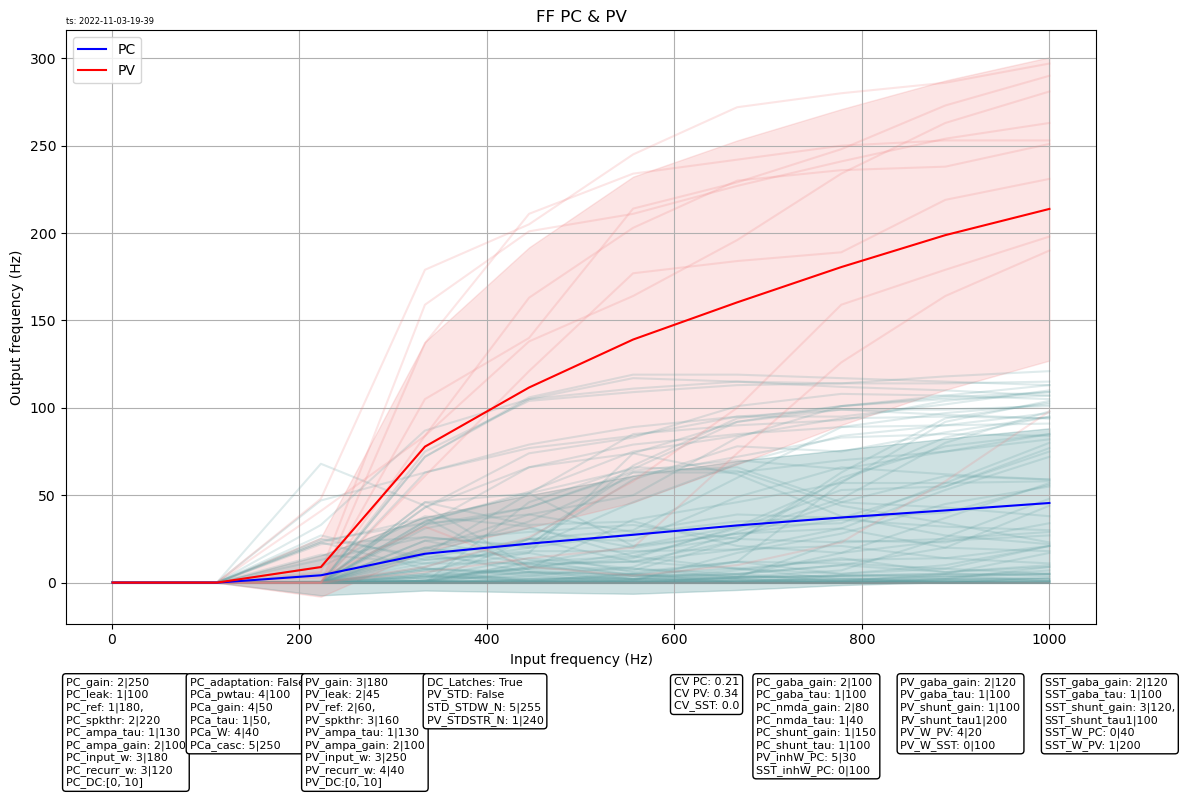 FF PC & PV
ts: 2022-11-03-19-39
PC
PV
Output frequency (Hz)
300
250
200
150
100
50
0
0 200 400 600 800 1000
Input frequency (Hz)
PC_gain: 2|250
PC_leak: 1|100
PC_ref: 1|180,
PC_spkthr: 2|220
PC_ampa_tau: 1|130
PC_ampa_gain: 2|100
PC_input_w: 3|180
PC_recurr_w: 3|120
PC_DC:[0, 10]
PC_adaptation: False
PCa_pwtau: 4|100
PCa_gain: 4|50
PCa_tau: 1|50,
PCa_W: 4|40
PCa_casc: 5|250
PV_gain: 3|180
PV_leak: 2|45
PV_ref: 2|60,
PV_spkthr: 3|160
PV_ampa_tau: 1|130
PV_ampa_gain: 2|100
PV_input_w: 3|250
PV_recurr_w: 4|40
PV_DC:[0, 10]
DC_Latches: True
PV_STD: False
STD_STDW_N: 5|255
PV_STDSTR_N: 1|240
CV PC: 0.21
CV PV: 0.34
CV_SST: 0.0
PC_gaba_gain: 2|100
PC_gaba_tau: 1|100
PC_nmda_gain: 2|80
PC_nmda_tau: 1|40
PC_shunt_gain: 1|150
PC_shunt_tau: 1|100
PV_inhW_PC: 5|30
SST_inhW_PC: 0|100
PV_gaba_gain: 2|120
PV_gaba_tau: 1|100
PV_shunt_gain: 1|100
PV_shunt_tau1|200
PV_W_PV: 4|20
PV_W_SST: 0|100
SST_gaba_gain: 2|120
SST_gaba_tau: 1|100
SST_shunt_gain: 3|120,
SST_shunt_tau1|100
SST_W_PC: 0|40
SST_W_PV: 1|200